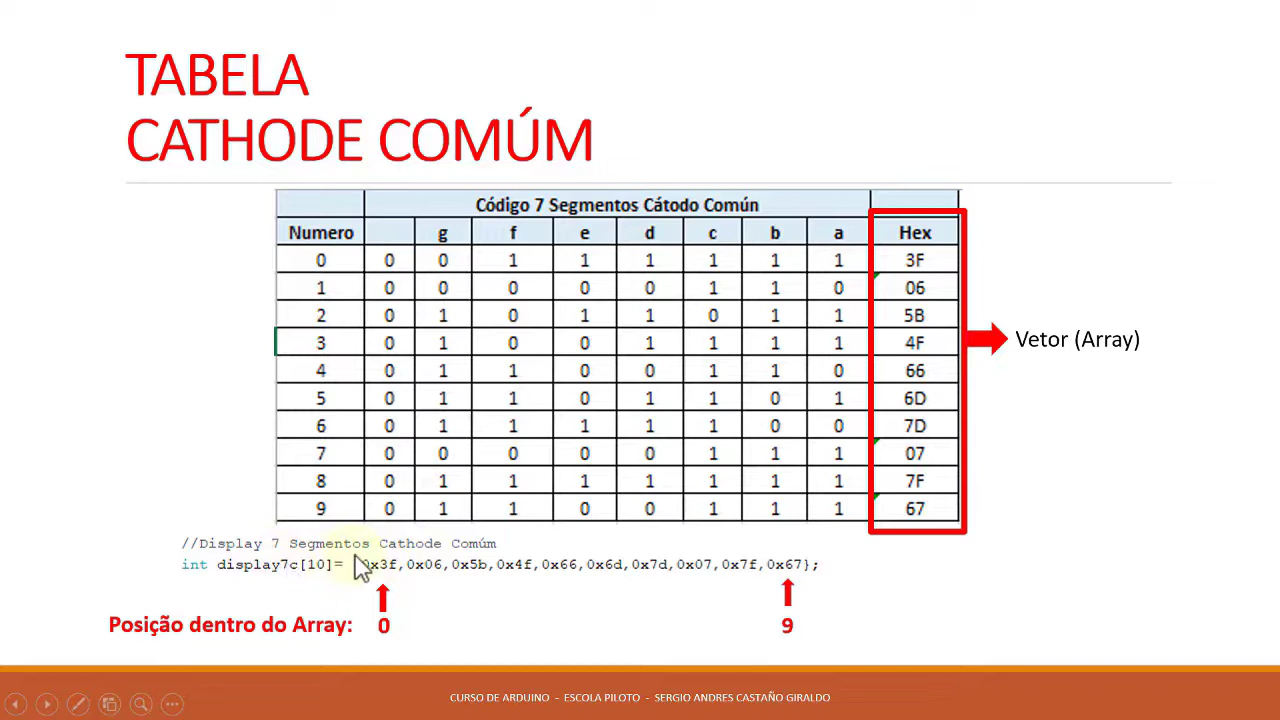 TABELA
CATHODE COMÚM
Código 7 Segmentos Cátodo Común
Numero g f e d c b a Hex
0 0 0 1 1 1 1 1 1 3F
1 0 0 0 0 0 1 1 0 06
2 0 1 0 1 1 0 1 1 5B
3 0 1 0 0 1 1 1 1 4F
4 0 1 1 0 0 1 1 0 66
5 0 1 1 0 1 1 0 1 6D
6 0 1 1 1 1 1 0 0 7D
7 0 0 0 0 0 1 1 1 07
8 0 1 1 1 1 1 1 1 7F
9 0 1 1 0 0 1 1 1 67
Vetor (Array)
//Display 7 Segmentos Cathode Comúm
int display7c[10]= 0x3f,0x06,0x5b,0x4f,0x66,0x6d,0x7d,0x07,0x7f,0x67};
Posição dentro do Array: 0 9
CURSO DE ARDUINO - ESCOLA PILOTO - SERGIO ANDRES CASTAÑO GIRALDO